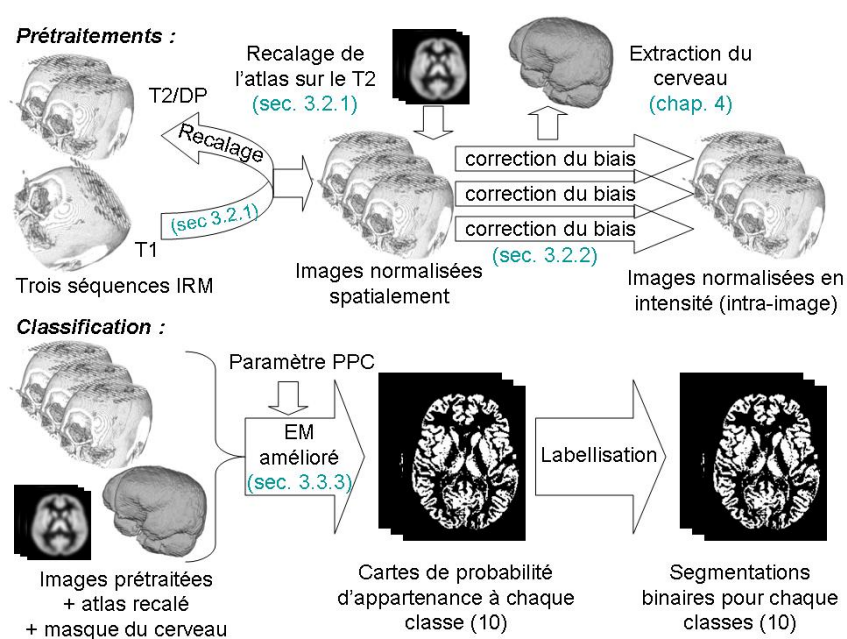 Prétraitements :
Recalage de
l'atlas sur le T2
(sec. 3.2.1)
Extraction du
cerveau
(chap. 4)
T2/DP
Recalage
(sec 3.2.1)
T1
Trois séquences IRM
correction du biais
correction du biais
correction du biais
(sec. 3.2.2)
Images normalisées
spatialement
Images normalisées en
intensité (intra-image)
Classification :
Paramètre PPC
EM
amélioré
(sec. 3.3.3)
Labellisation
Images prétraitées
+ atlas recalé
+ masque du cerveau
Cartes de probabilité
d'appartenance à chaque
classe (10)
Segmentations
binaires pour chaque
classes (10)